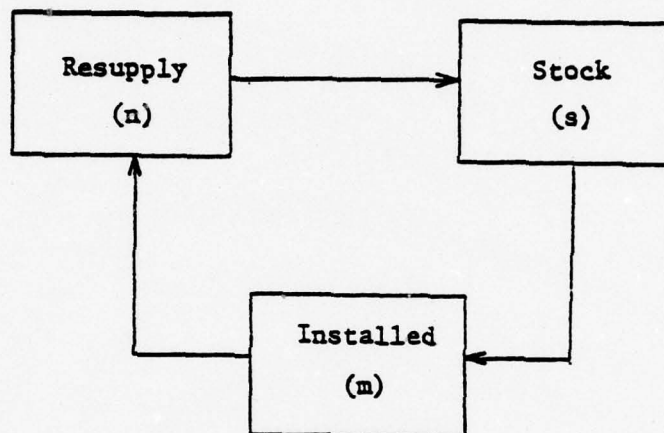 Resupply
(n)
Stock
(s)
Installed
(m)